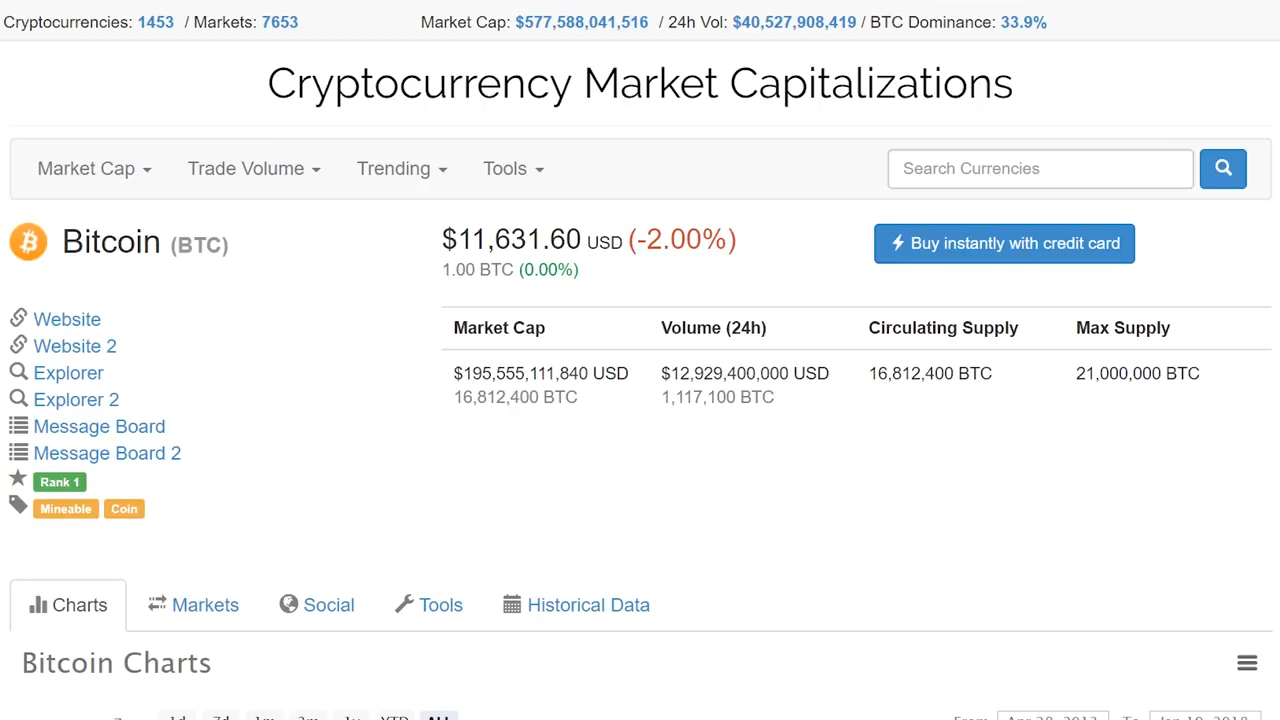 Cryptocurrencies: 1453 / Markets: 7653 Market Cap: $577,588,041,516 / 24h Vol: $40,527,908,419 / BTC Dominance: 33.9%
Cryptocurrency Market Capitalizations
Market Cap Trade Volume Trending Tools Search Currencies
Bitcoin (BTC) $11,631.60 USD (-2.00%) Buy instantly with credit card
1.00 BTC (0.00%)
Website
Market Cap Volume (24h) Circulating Supply Max Supply
Website 2
Explorer $195,555,111,840 USD $12,929,400,000 USD 16,812,400 BTC 21,000,000 BTC
Explorer 2 16,812,400 BTC 1,117,100 BTC
Message Board
Message Board 2
Rank 1
Mineable Coin
Charts Markets Social Tools Historical Data
Bitcoin Charts